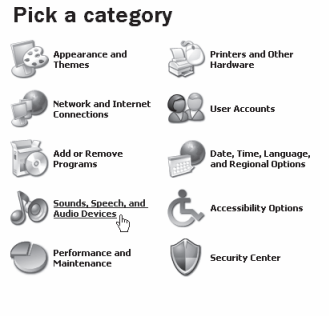 Pick a category
Appearance and
Themes
Printers and Other
Hardware
Network and Internet
Connections
User Accounts
Add or Remove
Programs
Date, Time, Language,
and Regional Options
Sounds, Speech, and
Audio Devices
Accessibility Options
Performance and
Maintenance
Security Center